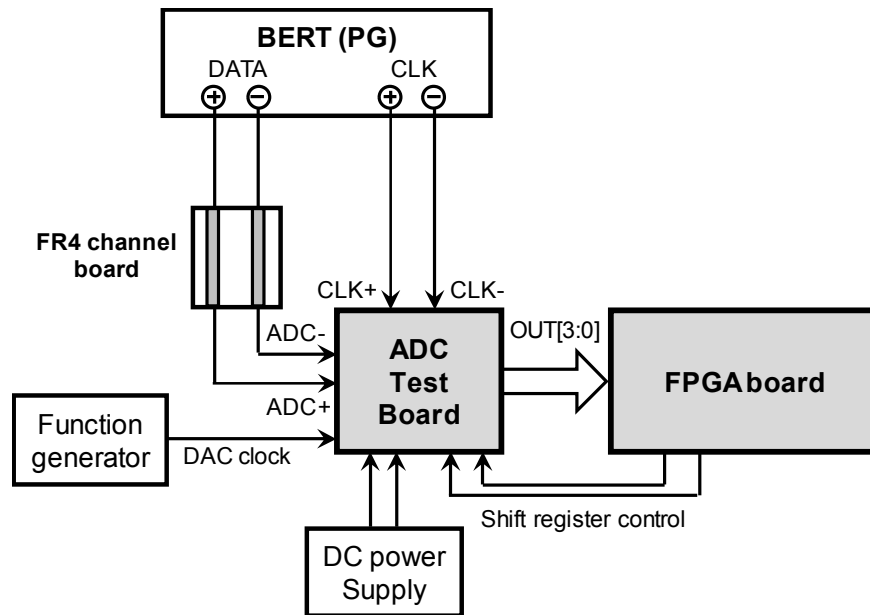 BERT (PG)
DATA
CLK
+
−
+
−
FR4 channel
board
CLK+
CLK-
ADC-
ADC+
ADC
Test
Board
OUT[3:0]
FPGA board
Function
generator
DAC clock
Shift register control
DC power
Supply